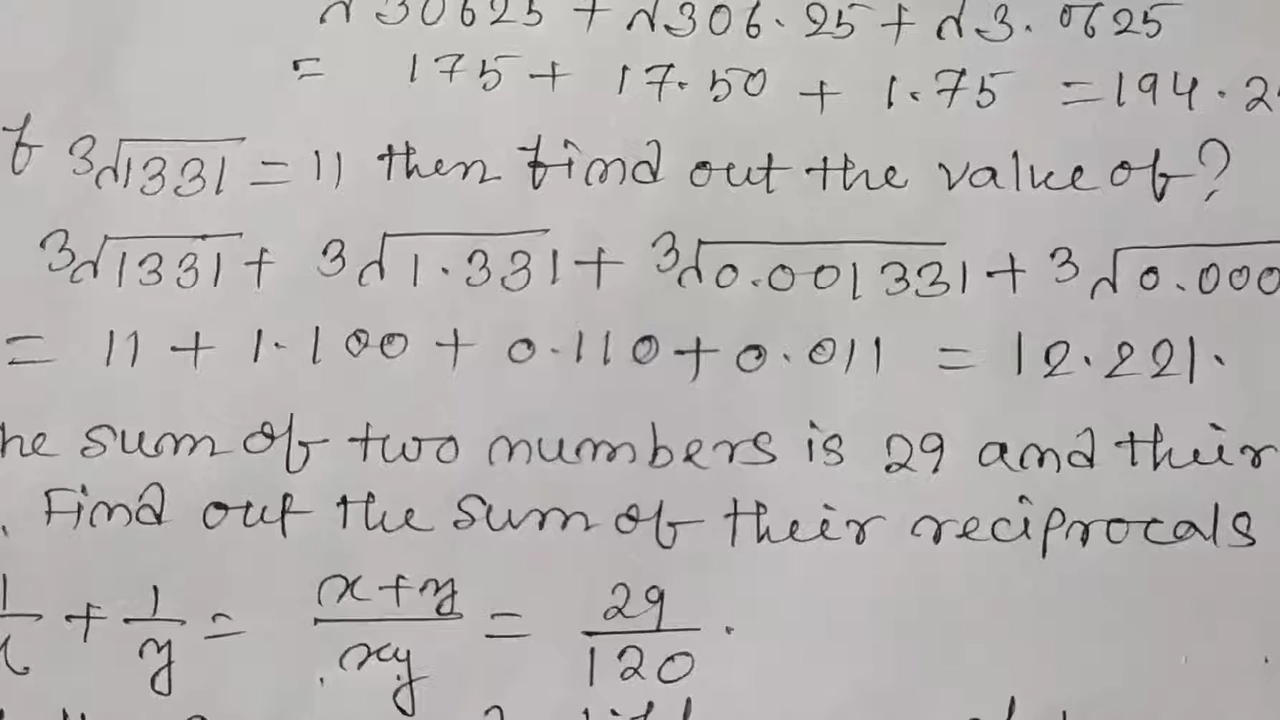 √30625 + √306.25 + √3.0625
= 175 + 17.50 + 1.75 = 194.2
f 3√1331 = 11 then find out the value of?
3√1331 + 3√1.331 + 3√0.001331 + 3√0.000
= 11 + 1.100 + 0.110 + 0.011 = 12.221.
he sum of two numbers is 29 and their
. Find out the sum of their reciprocals
1/x + 1/y = x+y/xy = 29/120.